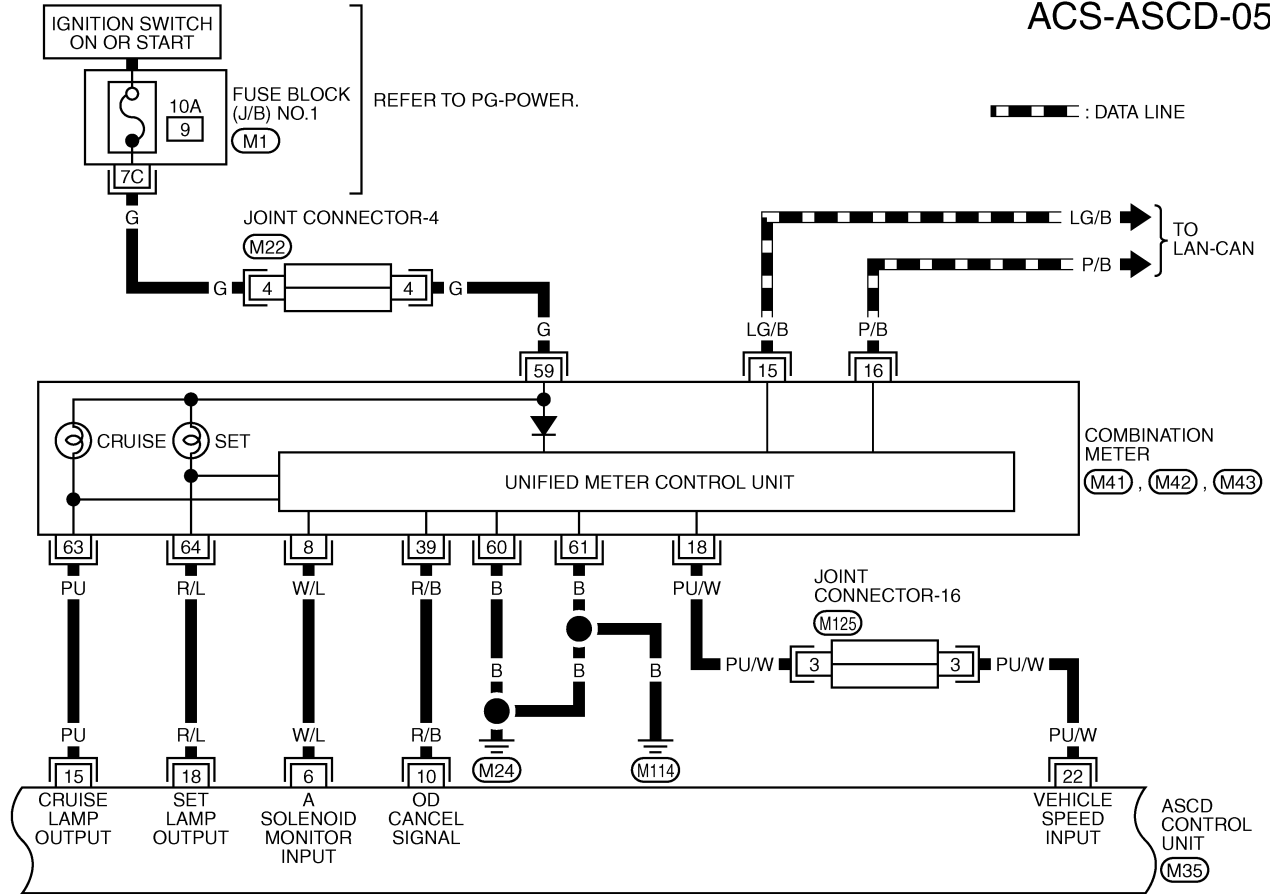 ACS-ASCD-05
IGNITION SWITCH
ON OR START
10A
9
FUSE BLOCK
(J/B) NO.1
M1
REFER TO PG-POWER.
: DATA LINE
7C
G
JOINT CONNECTOR-4
M22
G
4
4
G
G
59
LG/B
P/B
TO
LAN-CAN
LG/B
P/B
15
16
CRUISE
SET
UNIFIED METER CONTROL UNIT
COMBINATION
METER
M41 , M42 , M43
63
64
8
39
60
61
18
PU
R/L
W/L
R/B
B
B
PU/W
JOINT
CONNECTOR-16
M125
PU/W
3
3
PU/W
B
B
B
PU
R/L
W/L
R/B
PU/W
M24
M114
15
18
6
10
22
CRUISE
LAMP
OUTPUT
SET
LAMP
OUTPUT
A
SOLENOID
MONITOR
INPUT
OD
CANCEL
SIGNAL
VEHICLE
SPEED
INPUT
ASCD
CONTROL
UNIT
M35